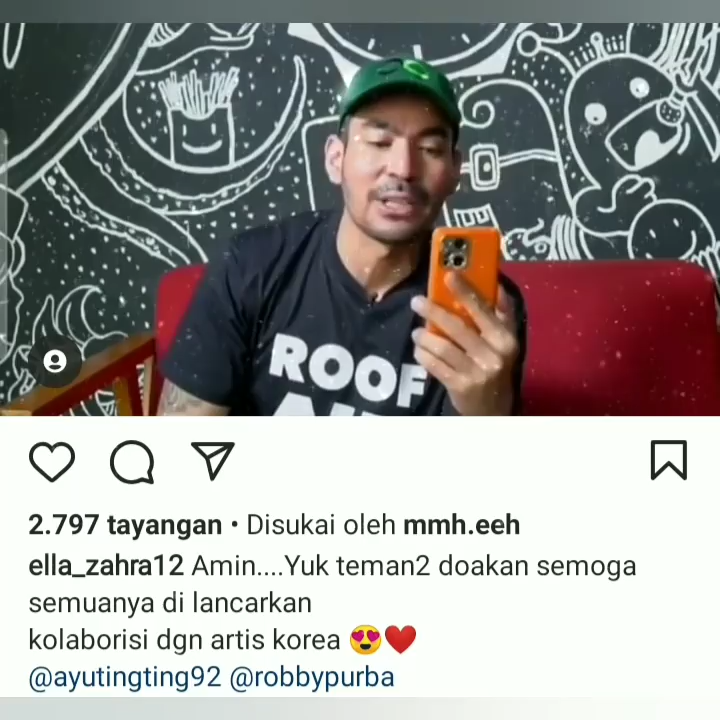 ROOF
2.797 tayangan • Disukai oleh mmh.eeh
ella_zahra12 Amin....Yuk teman2 doakan semoga
semuanya di lancarkan
kolaborisi dgn artis korea 😍❤️
@ayutingting92 @robbypurba